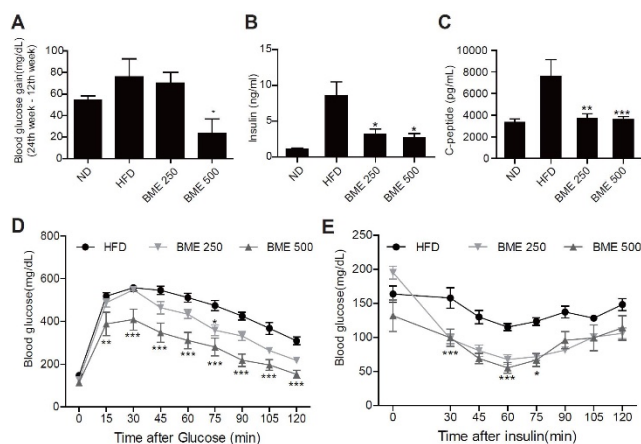 A
B
C
Blood glucose gain(mg/dL)
(24th week - 12th week)
100
80
60
40
20
0
*
ND
HFD
BME 250
BME 500
Insulin (ng/ml)
15
10
5
0
*
*
ND
HFD
BME 250
BME 500
C-peptide (pg/mL)
10000
8000
6000
4000
2000
0
**
***
ND
HFD
BME 250
BME 500
D
HFD
BME 250
BME 500
Blood glucose(mg/dL)
800
600
400
200
0
**
***
***
***
*
***
***
***
***
0
15
30
45
60
75
90
105
120
Time after Glucose (min)
E
HFD
BME 250
BME 500
Blood glucose(mg/dL)
250
200
150
100
50
0
***
***
*
0
30
45
60
75
90
105
120
Time after insulin(min)